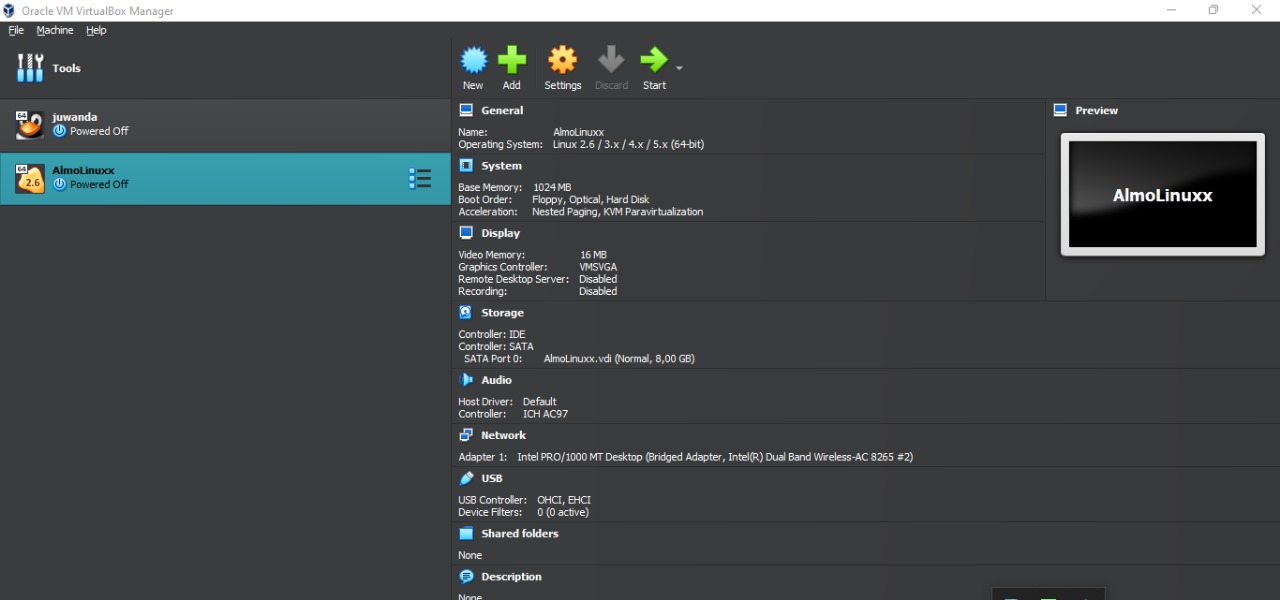 Oracle VM VirtualBox Manager
File Machine Help
Tools
New Add Settings Discard Start
64
juwanda
Powered Off
64
2.6
AlmoLinuxx
Powered Off
General
Name: AlmoLinuxx
Operating System: Linux 2.6 / 3.x / 4.x / 5.x (64-bit)
System
Base Memory: 1024 MB
Boot Order: Floppy, Optical, Hard Disk
Acceleration: Nested Paging, KVM Paravirtualization
Display
Video Memory: 16 MB
Graphics Controller: VMSVGA
Remote Desktop Server: Disabled
Recording: Disabled
Storage
Controller: IDE
Controller: SATA
SATA Port 0: AlmoLinuxx.vdi (Normal, 8,00 GB)
Audio
Host Driver: Default
Controller: ICH AC97
Network
Adapter 1: Intel PRO/1000 MT Desktop (Bridged Adapter, Intel(R) Dual Band Wireless-AC 8265 #2)
USB
USB Controller: OHCI, EHCI
Device Filters: 0 (0 active)
Shared folders
None
Description
None
Preview
AlmoLinuxx